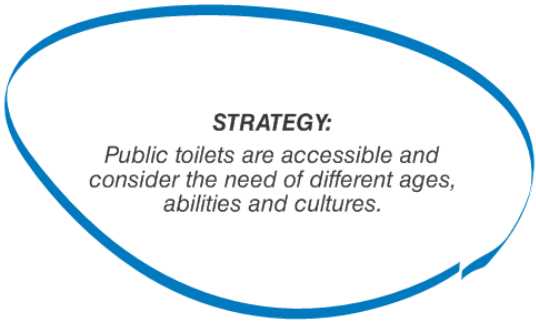 STRATEGY:
Public toilets are accessible and
consider the need of different ages,
abilities and cultures.